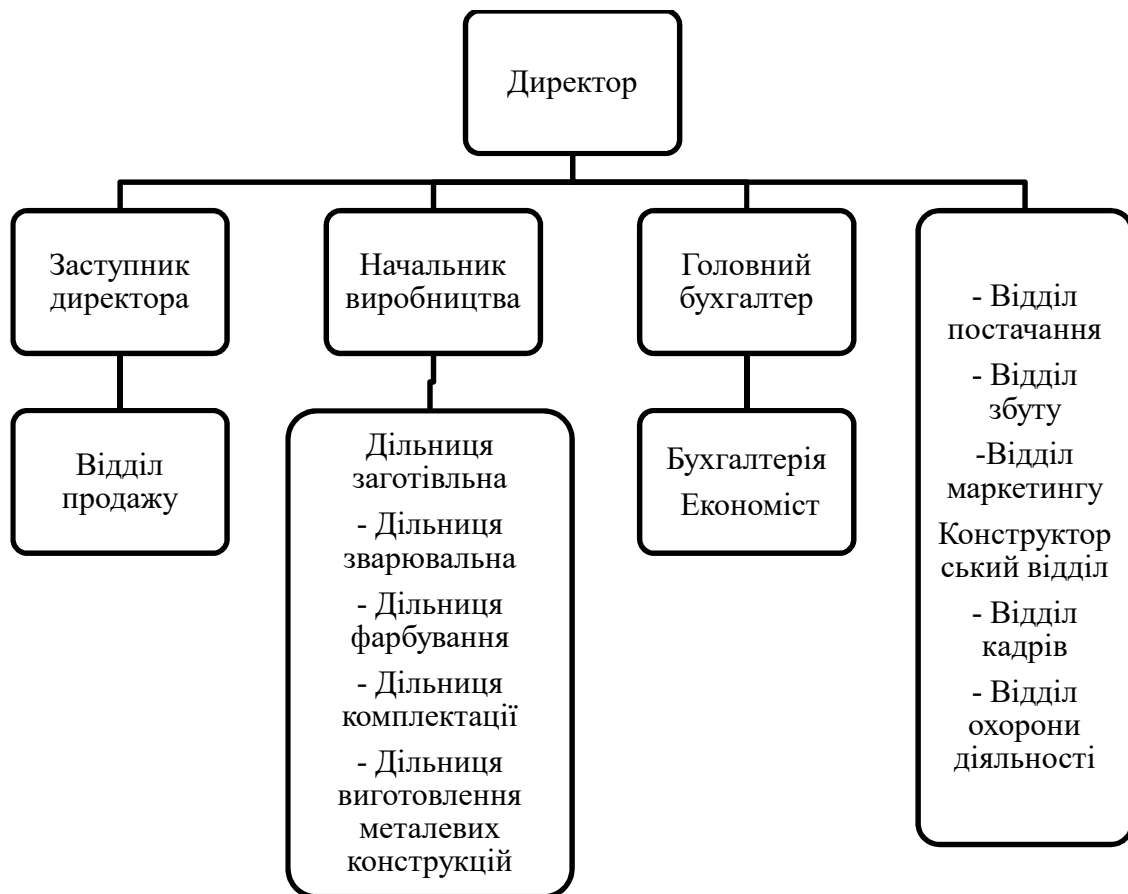 Директор
Заступник
директора
Начальник
виробництва
Головний
бухгалтер
- Відділ
постачання
- Відділ
збуту
-Відділ
маркетингу
Конструктор
ський відділ
- Відділ
кадрів
- Відділ
охорони
діяльності
Відділ
продажу
Дільниця
заготівльна
- Дільниця
зварювальна
- Дільниця
фарбування
- Дільниця
комплектації
- Дільниця
виготовлення
металевих
конструкцій
Бухгалтерія
Економіст